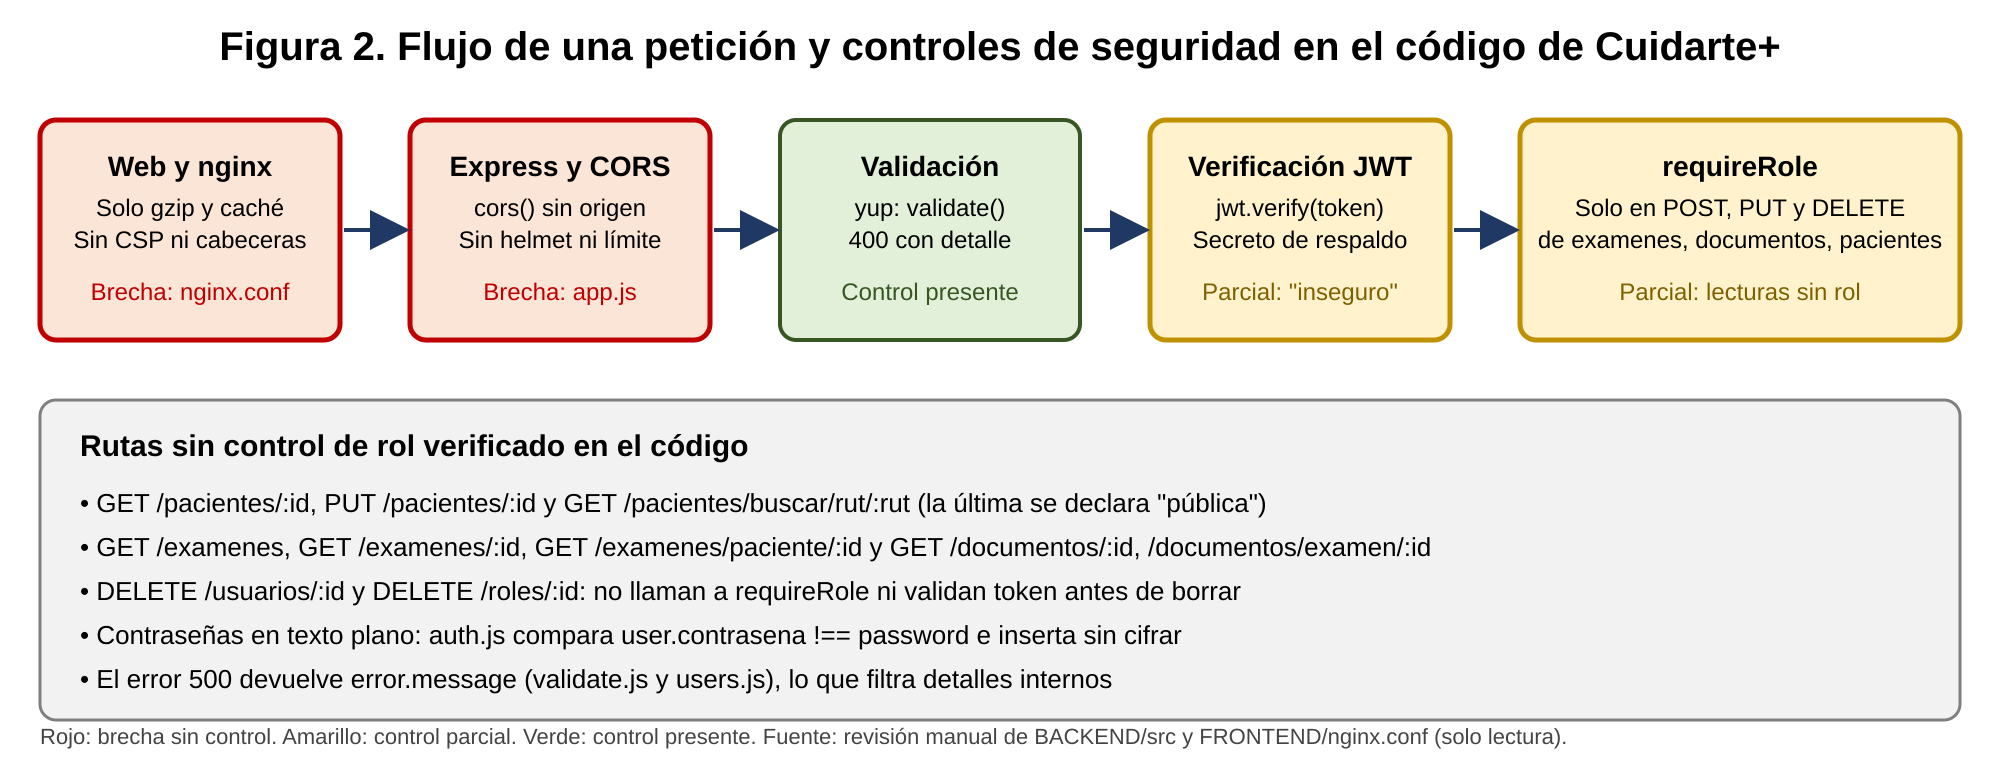 Figura 2. Flujo de una petición y controles de seguridad en el código de Cuidarte+
Web y nginx
Solo gzip y caché
Sin CSP ni cabeceras
Brecha: nginx.conf
Express y CORS
cors() sin origen
Sin helmet ni límite
Brecha: app.js
Validación
yup: validate()
400 con detalle
Control presente
Verificación JWT
jwt.verify(token)
Secreto de respaldo
Parcial: "inseguro"
requireRole
Solo en POST, PUT y DELETE
de examenes, documentos, pacientes
Parcial: lecturas sin rol
Rutas sin control de rol verificado en el código
• GET /pacientes/:id, PUT /pacientes/:id y GET /pacientes/buscar/rut/:rut (la última se declara "pública")
• GET /examenes, GET /examenes/:id, GET /examenes/paciente/:id y GET /documentos/:id, /documentos/examen/:id
• DELETE /usuarios/:id y DELETE /roles/:id: no llaman a requireRole ni validan token antes de borrar
• Contraseñas en texto plano: auth.js compara user.contrasena !== password e inserta sin cifrar
• El error 500 devuelve error.message (validate.js y users.js), lo que filtra detalles internos
Rojo: brecha sin control. Amarillo: control parcial. Verde: control presente. Fuente: revisión manual de BACKEND/src y FRONTEND/nginx.conf (solo lectura).